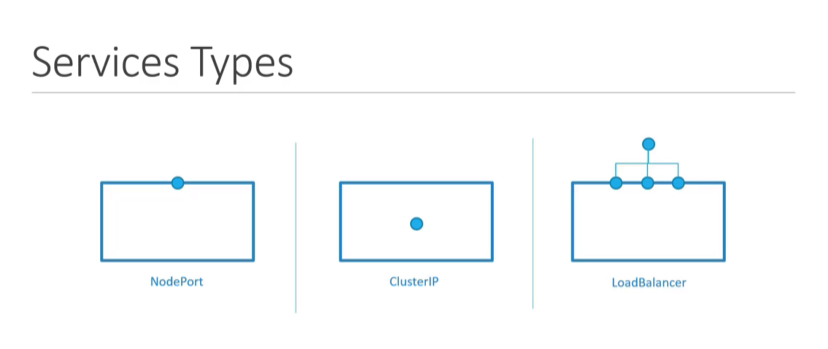 Services Types
NodePort
ClusterIP
LoadBalancer